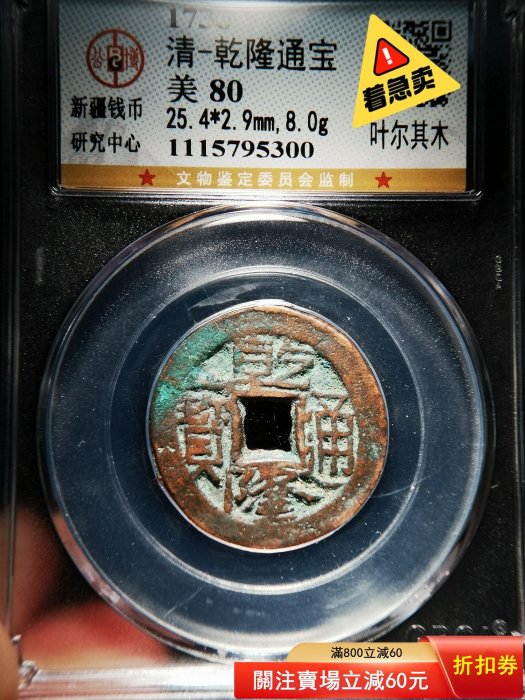 清-乾隆通宝
美 80
25.4*2.9mm,8.0g
1115795300
新疆钱币
研究中心
叶尔其木
★ 文物鉴定委员会监制 ★
着急卖
乾隆通寶
滿800立減60
關注賣場立減60元
折扣券